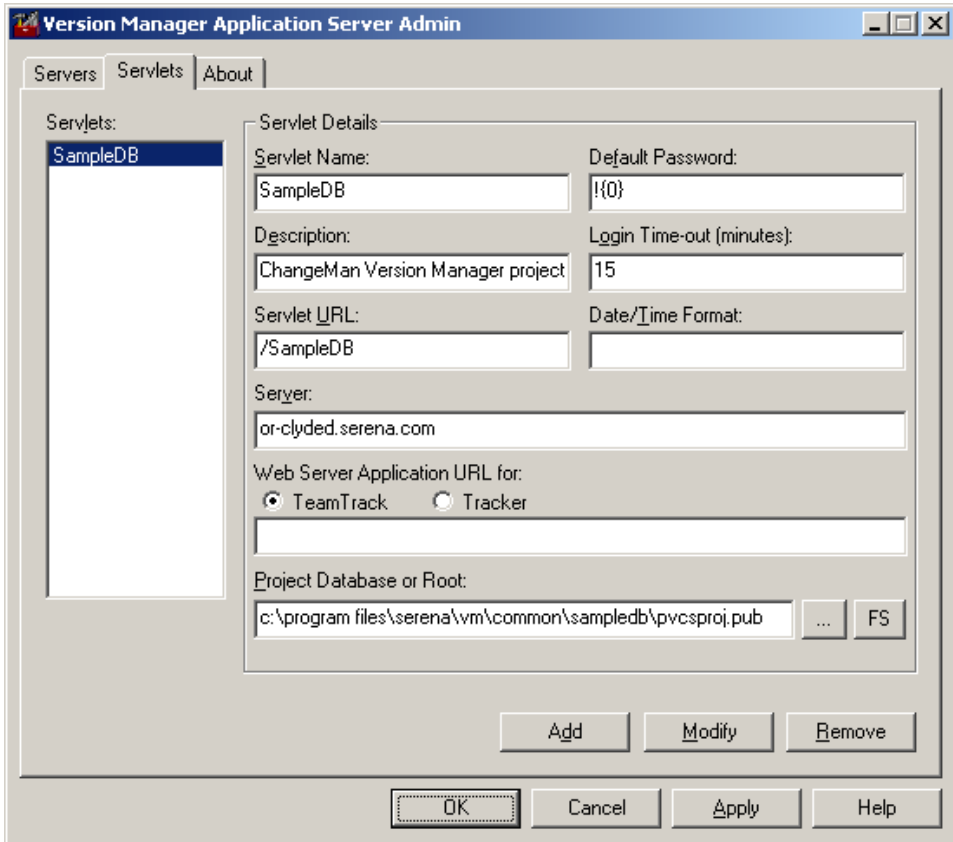 Version Manager Application Server Admin
Servers Servlets About
Servlets:
SampleDB
Servlet Details
Servlet Name:
SampleDB
Default Password:
!{0}
Description:
ChangeMan Version Manager project
Login Time-out (minutes):
15
Servlet URL:
/SampleDB
Date/Time Format:
Server:
or-clyded.serena.com
Web Server Application URL for:
TeamTrack Tracker
Project Database or Root:
c:\program files\serena\vm\common\sampledb\pvcsproj.pub ... FS
Add Modify Remove
OK Cancel Apply Help